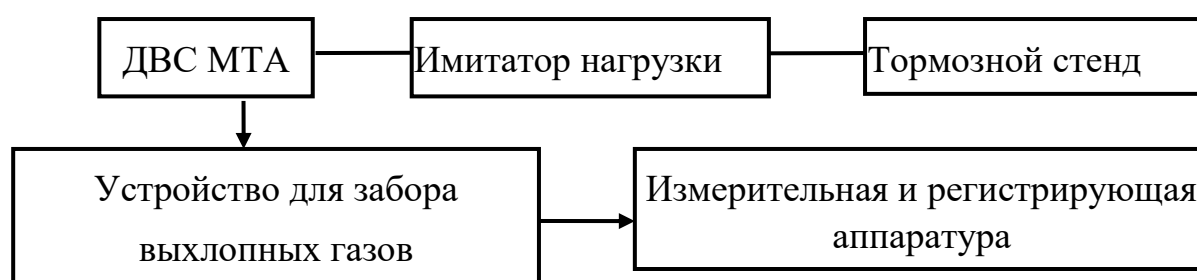 ДВС МТА
Имитатор нагрузки
Тормозной стенд
Устройство для забора
выхлопных газов
Измерительная и регистрирующая
аппаратура